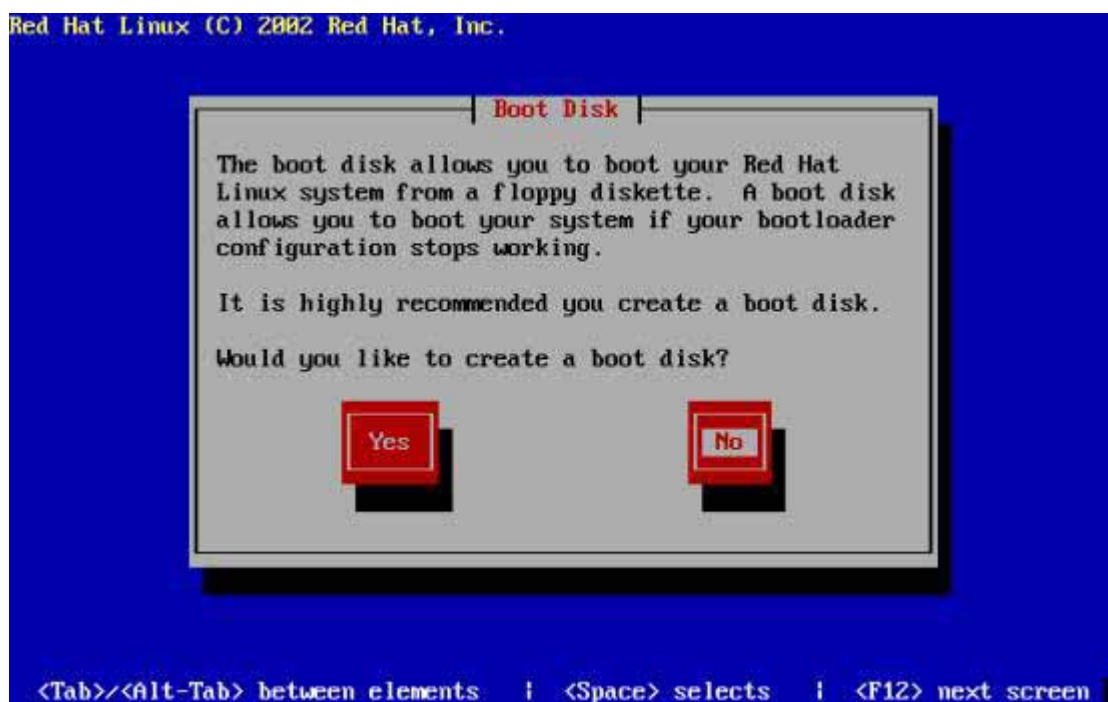 Red Hat Linux (C) 2002 Red Hat, Inc.
Boot Disk
The boot disk allows you to boot your Red Hat
Linux system from a floppy diskette.  A boot disk
allows you to boot your system if your bootloader
configuration stops working.
It is highly recommended you create a boot disk.
Would you like to create a boot disk?
Yes No
<Tab>/<Alt-Tab> between elements | <Space> selects | <F12> next screen